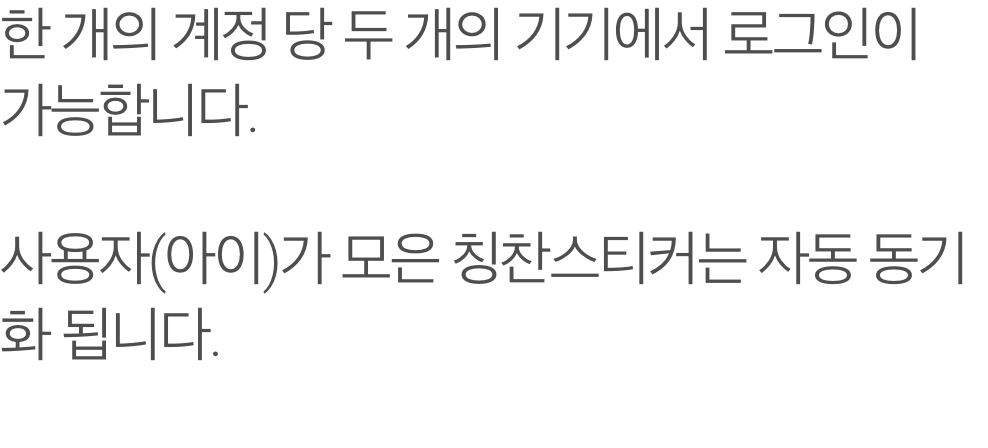 한 개의 계정 당 두 개의 기기에서 로그인이
가능합니다.
사용자(아이)가 모은 칭찬스티커는 자동 동기
화 됩니다.